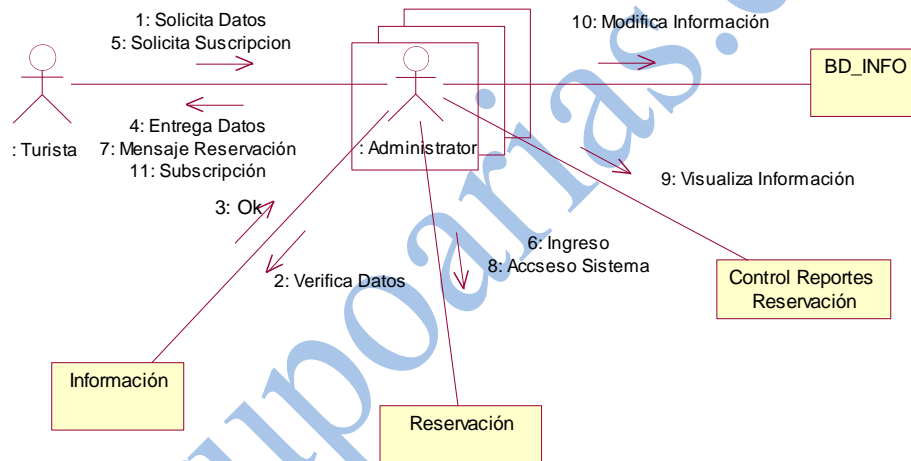 1: Solicita Datos
5: Solicita Suscripcion
10: Modifica Información
BD_INFO
4: Entrega Datos
7: Mensaje Reservación
11: Subscripción
: Turista
: Administrator
9: Visualiza Información
3: Ok
6: Ingreso
8: Accseso Sistema
2: Verifica Datos
Control Reportes
Reservación
Información
Reservación
upoarias.